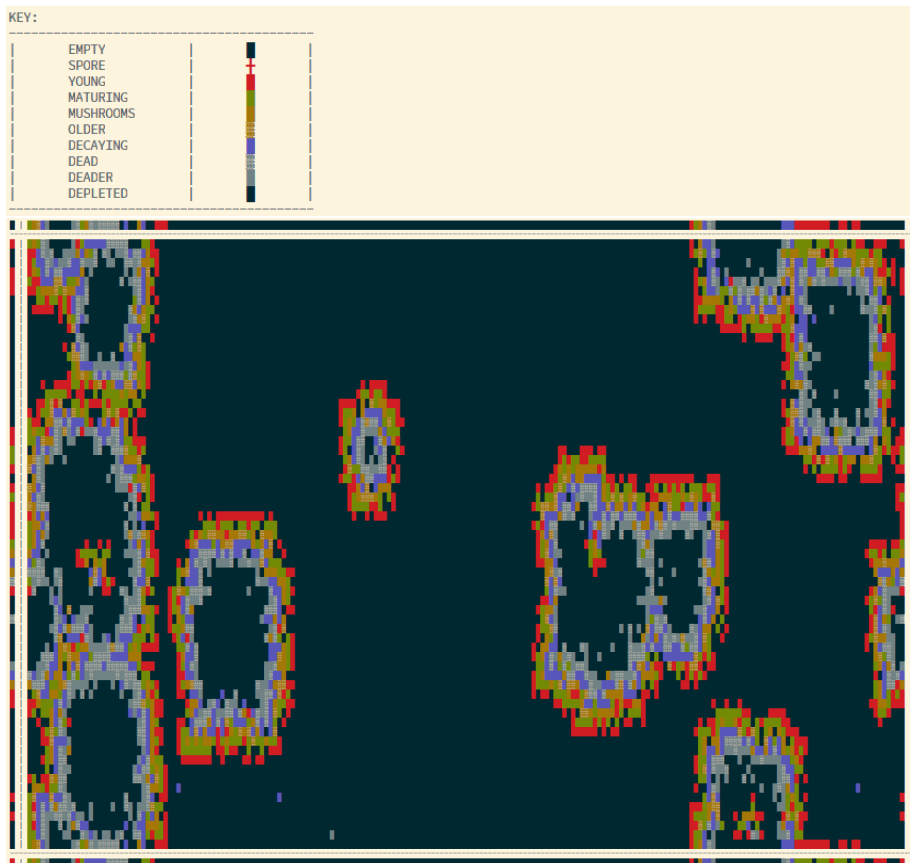 KEY:
EMPTY
SPORE
YOUNG
MATURING
MUSHROOMS
OLDER
DECAYING
DEAD
DEADER
DEPLETED